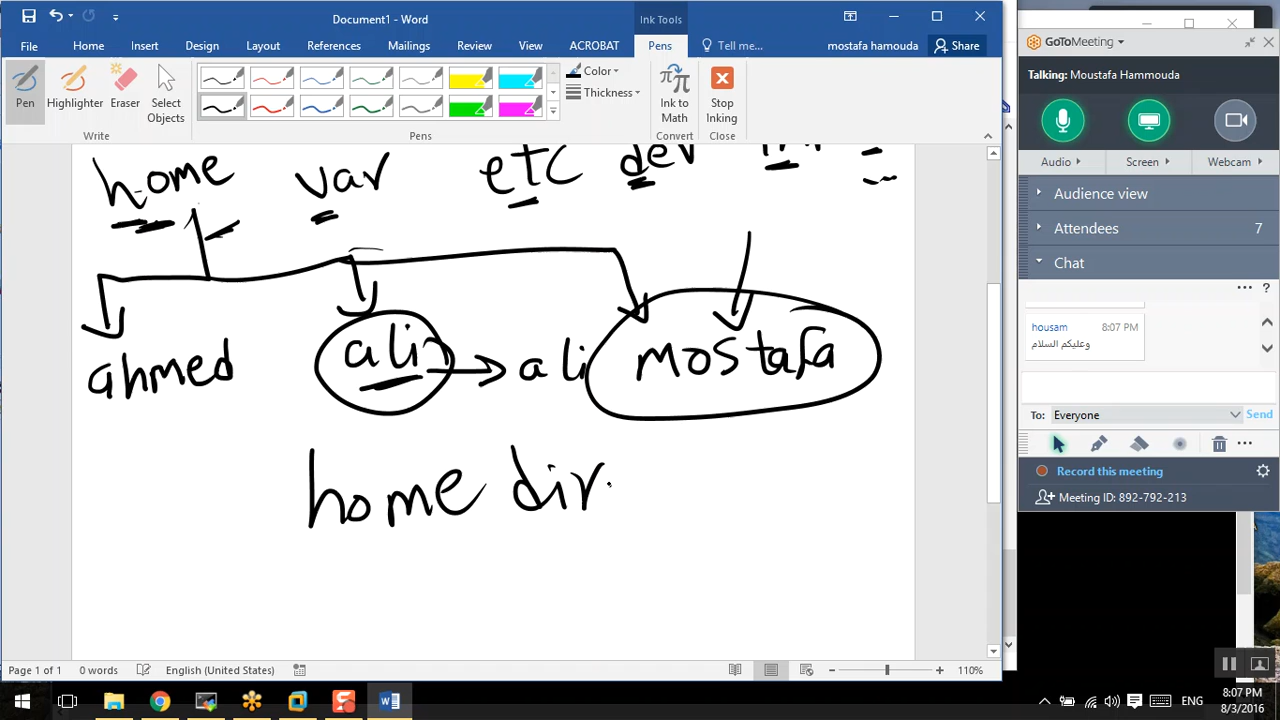 Document1 - Word
Ink Tools
File Home Insert Design Layout References Mailings Review View ACROBAT Pens Tell me... mostafa hamouda Share
Pen Highlighter Eraser Select Objects
Color
Thickness
Ink to Math
Stop Inking
Write Pens Convert Close
home var etc dev
ahmed ali ali mostafa
home dir
Page 1 of 1 0 words English (United States) 110%
GoToMeeting
Talking: Moustafa Hammouda
Audio Screen Webcam
Audience view
Attendees 7
Chat
housam 8:07 PM
وعليكم السلام
To: Everyone Send
Record this meeting
Meeting ID: 892-792-213
ENG 8:07 PM
8/3/2016